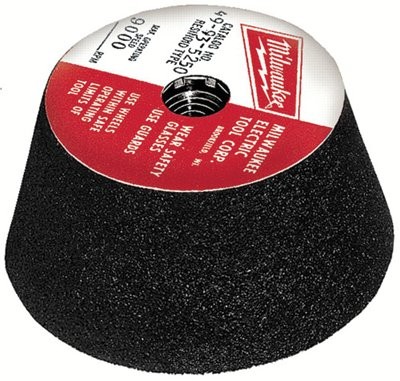 Milwaukee
CATALOG NO.
49-93-5250
RESINOID TYPE
MAX. OPERATING
SPEED
9000 RPM
MILWAUKEE
ELECTRIC
TOOL CORP.
BROOKFIELD, WI.
WEAR SAFETY
GLASSES
USE GUARDS
USE WHEELS
WITHIN SAFE
OPERATING
LIMITS OF
TOOL